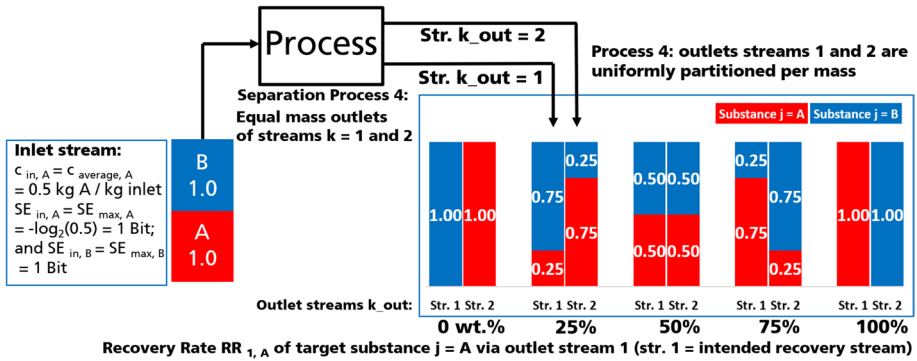 Process
Str. k_out = 2
Str. k_out = 1
Process 4: outlets streams 1 and 2 are
uniformly partitioned per mass
Separation Process 4:
Equal mass outlets
of streams k = 1 and 2
Substance j = A
Substance j = B
Inlet stream:
c in, A = c average, A
= 0.5 kg A / kg inlet
SE in, A = SE max, A
= -log2(0.5) = 1 Bit;
and SE in, B = SE max, B
= 1 Bit
B
1.0
A
1.0
1.00 1.00
0.75 0.25
0.25 0.75
0.50 0.50
0.50 0.50
0.25 0.75
0.75 0.25
1.00 1.00
Outlet streams k_out: Str. 1 Str. 2 Str. 1 Str. 2 Str. 1 Str. 2 Str. 1 Str. 2 Str. 1 Str. 2
0 wt.% 25% 50% 75% 100%
Recovery Rate RR 1, A of target substance j = A via outlet stream 1 (str. 1 = intended recovery stream)